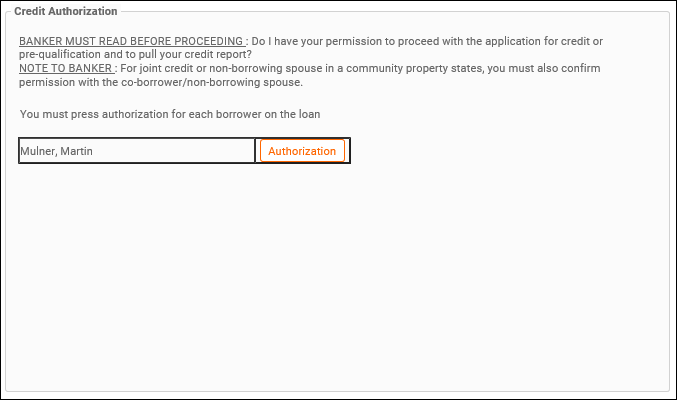 Credit Authorization
BANKER MUST READ BEFORE PROCEEDING : Do I have your permission to proceed with the application for credit or
pre-qualification and to pull your credit report?
NOTE TO BANKER : For joint credit or non-borrowing spouse in a community property states, you must also confirm
permission with the co-borrower/non-borrowing spouse.
You must press authorization for each borrower on the loan
Mulner, Martin Authorization